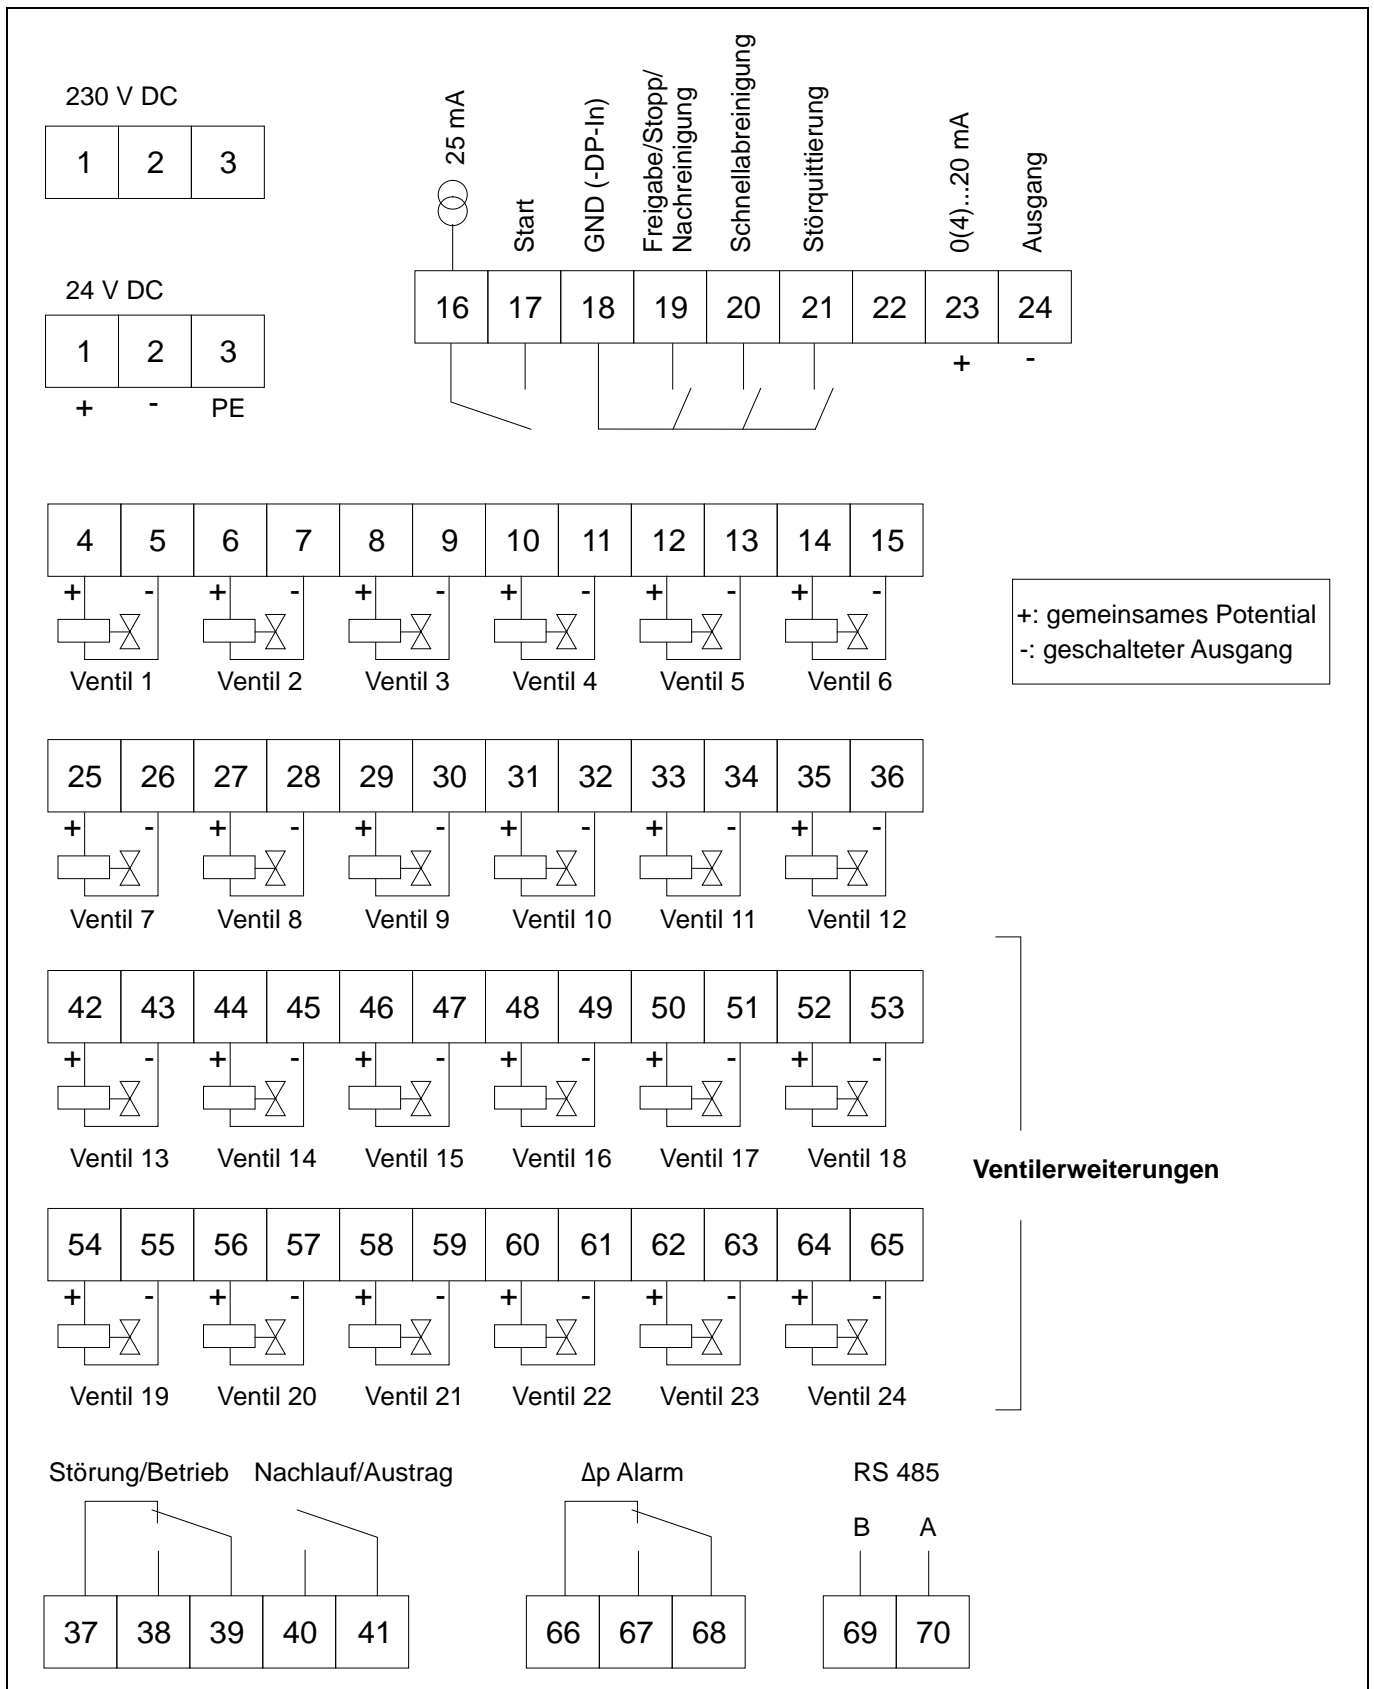 230 V DC
1 2 3
24 V DC
1 2 3
+ - PE
25 mA
Start
GND (-DP-In)
Freigabe/Stopp/
Nachreinigung
Schnellabreinigung
Störquittierung
0(4)...20 mA
Ausgang
16 17 18 19 20 21 22 23 24
+ -
4 5 6 7 8 9 10 11 12 13 14 15
+ - + - + - + - + - + -
Ventil 1 Ventil 2 Ventil 3 Ventil 4 Ventil 5 Ventil 6
+: gemeinsames Potential
-: geschalteter Ausgang
25 26 27 28 29 30 31 32 33 34 35 36
+ - + - + - + - + - + -
Ventil 7 Ventil 8 Ventil 9 Ventil 10 Ventil 11 Ventil 12
42 43 44 45 46 47 48 49 50 51 52 53
+ - + - + - + - + - + -
Ventil 13 Ventil 14 Ventil 15 Ventil 16 Ventil 17 Ventil 18
Ventilerweiterungen
54 55 56 57 58 59 60 61 62 63 64 65
+ - + - + - + - + - + -
Ventil 19 Ventil 20 Ventil 21 Ventil 22 Ventil 23 Ventil 24
Störung/Betrieb Nachlauf/Austrag
37 38 39 40 41
Δp Alarm
66 67 68
RS 485
B A
69 70